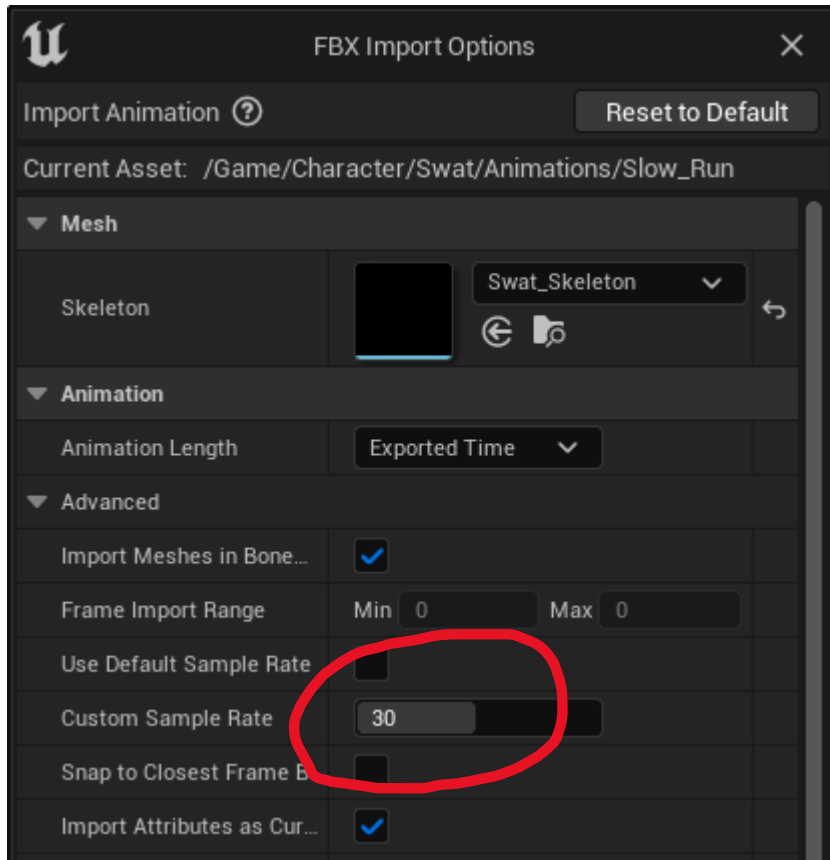 FBX Import Options
Import Animation ?
Reset to Default
Current Asset: /Game/Character/Swat/Animations/Slow_Run
Mesh
Skeleton
Swat_Skeleton
Animation
Animation Length
Exported Time
Advanced
Import Meshes in Bone...
Frame Import Range
Min 0
Max 0
Use Default Sample Rate
Custom Sample Rate
30
Snap to Closest Frame B
Import Attributes as Cur...